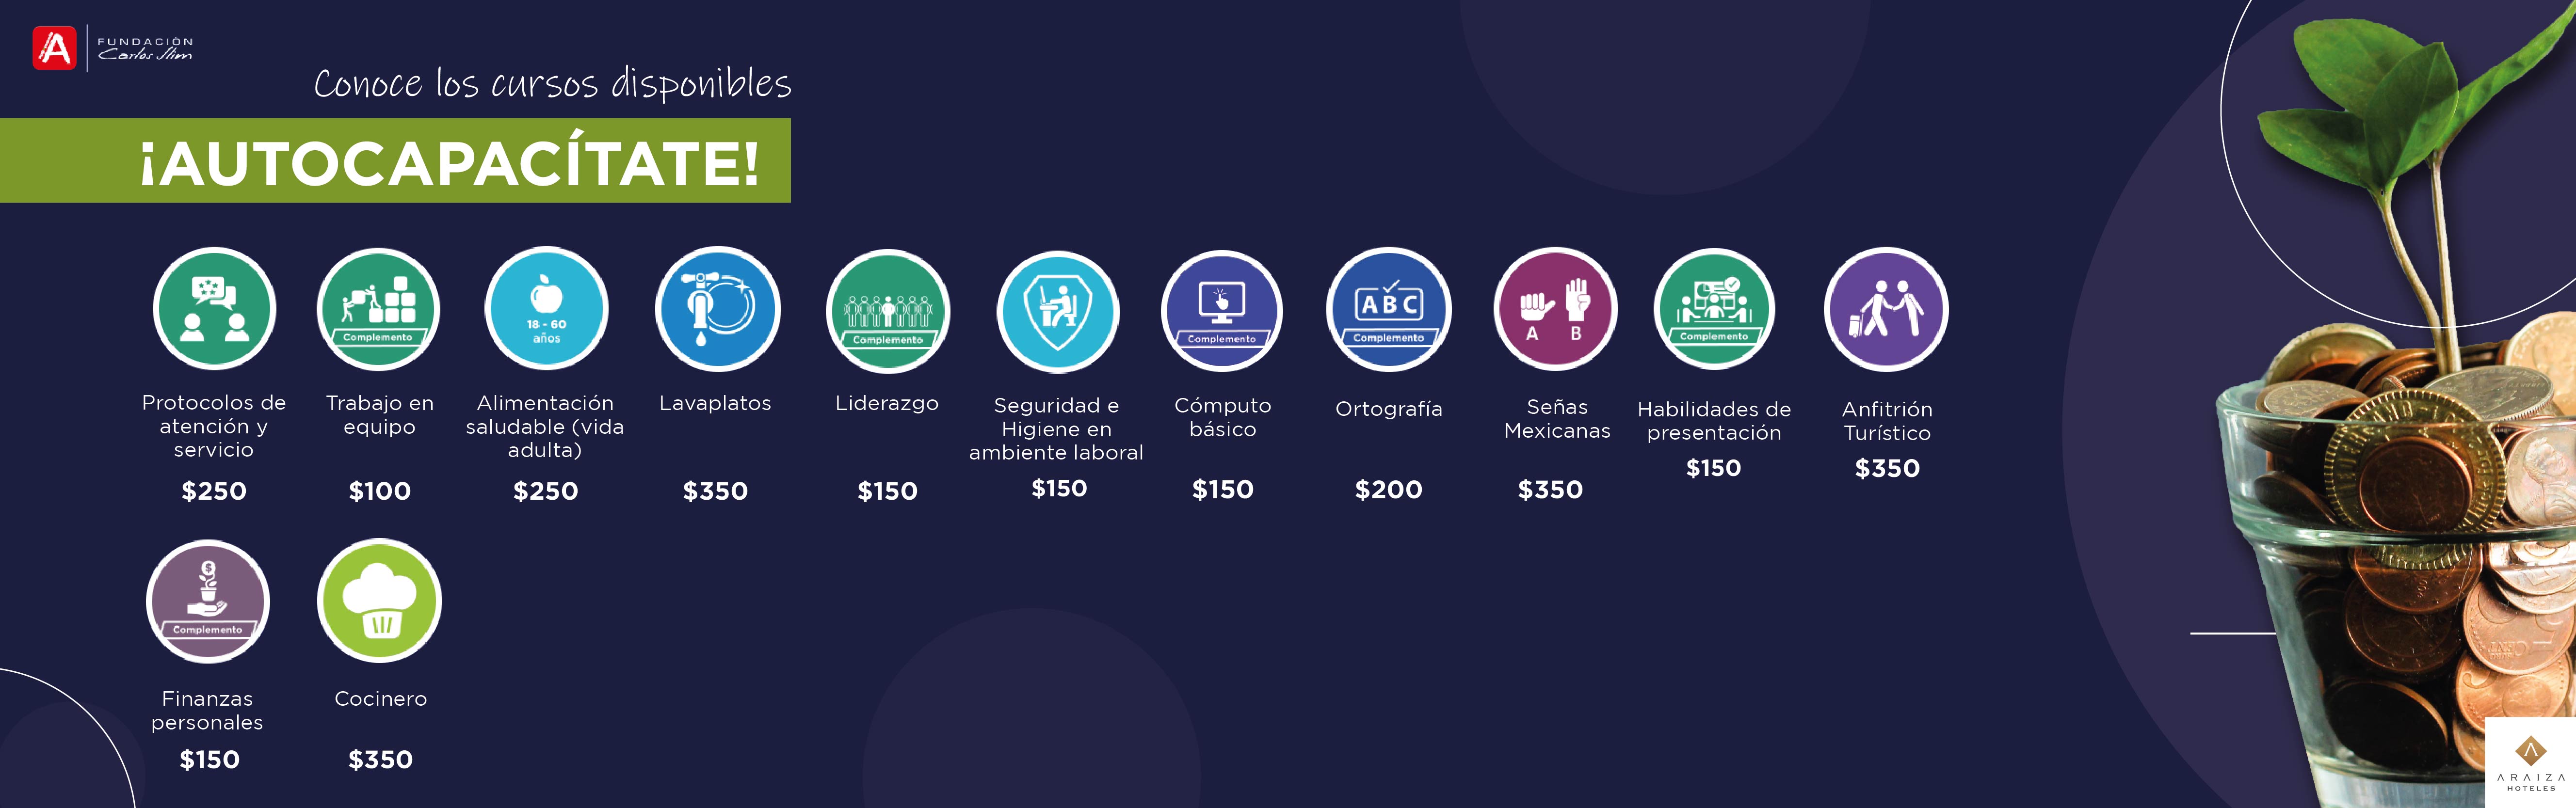 A
FUNDACIÓN
Carlos Slim
Conoce los cursos disponibles
¡AUTOCAPACÍTATE!
Protocolos de
atención y
servicio
$250
Complemento
Trabajo en
equipo
$100
18 - 60
años
Alimentación
saludable (vida
adulta)
$250
Lavaplatos
$350
Complemento
Liderazgo
$150
Seguridad e
Higiene en
ambiente laboral
$150
Complemento
Cómputo
básico
$150
ABC
Complemento
Ortografía
$200
A B
Señas
Mexicanas
$350
Complemento
Habilidades de
presentación
$150
Anfitrión
Turístico
$350
$
Complemento
Finanzas
personales
$150
Cocinero
$350
ARAIZA
HOTELES